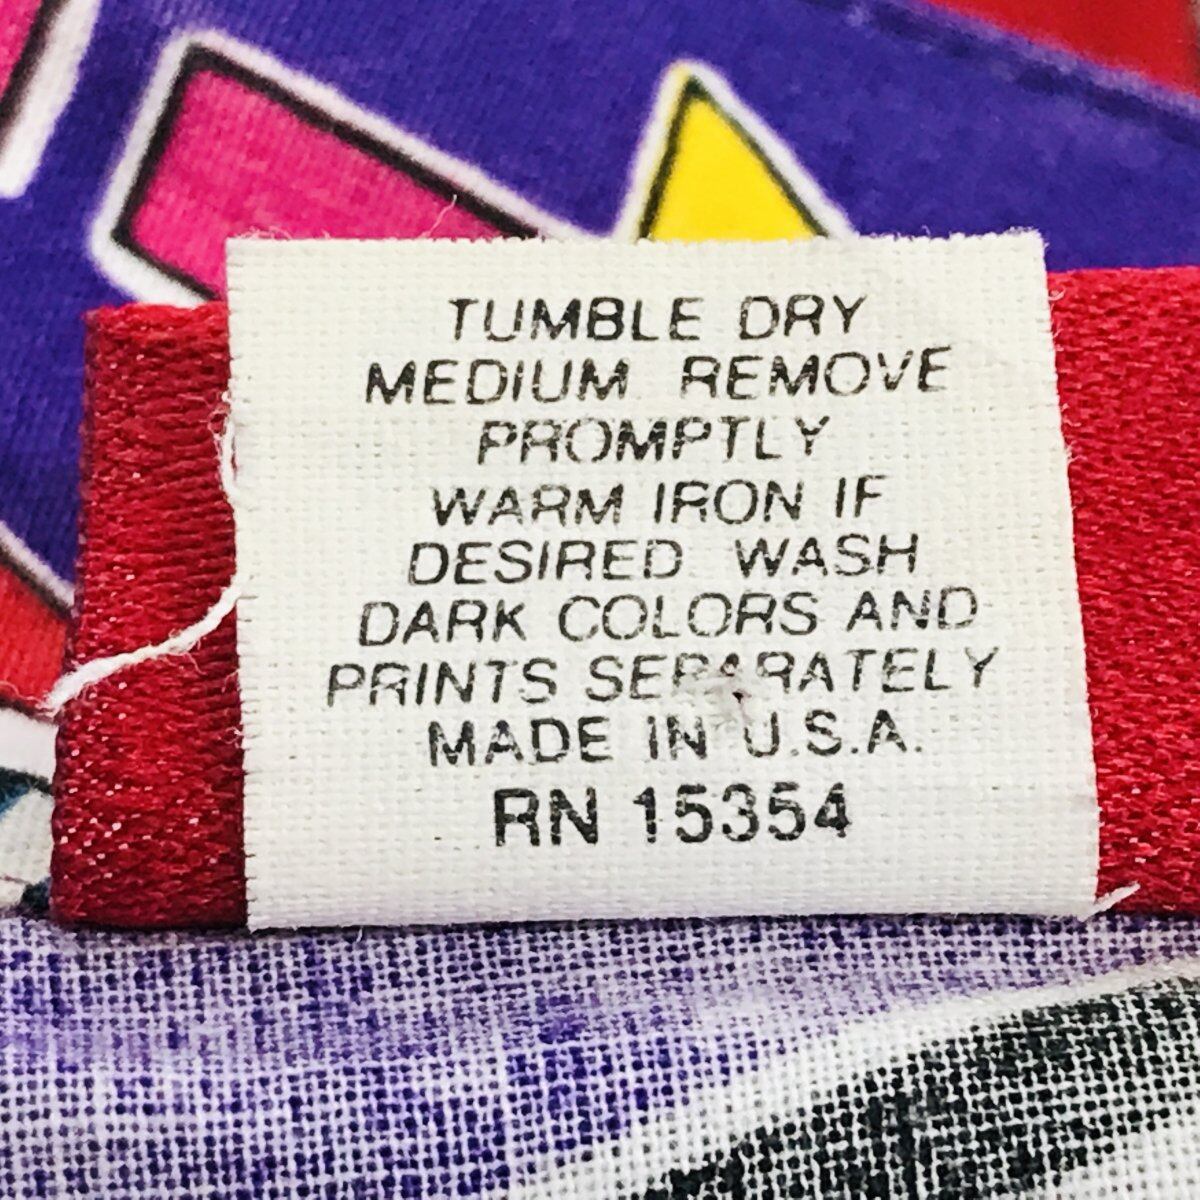 TUMBLE DRY
MEDIUM REMOVE
PROMPTLY
WARM IRON IF
DESIRED WASH
DARK COLORS AND
PRINTS SEPARATELY
MADE IN U.S.A.
RN 15354